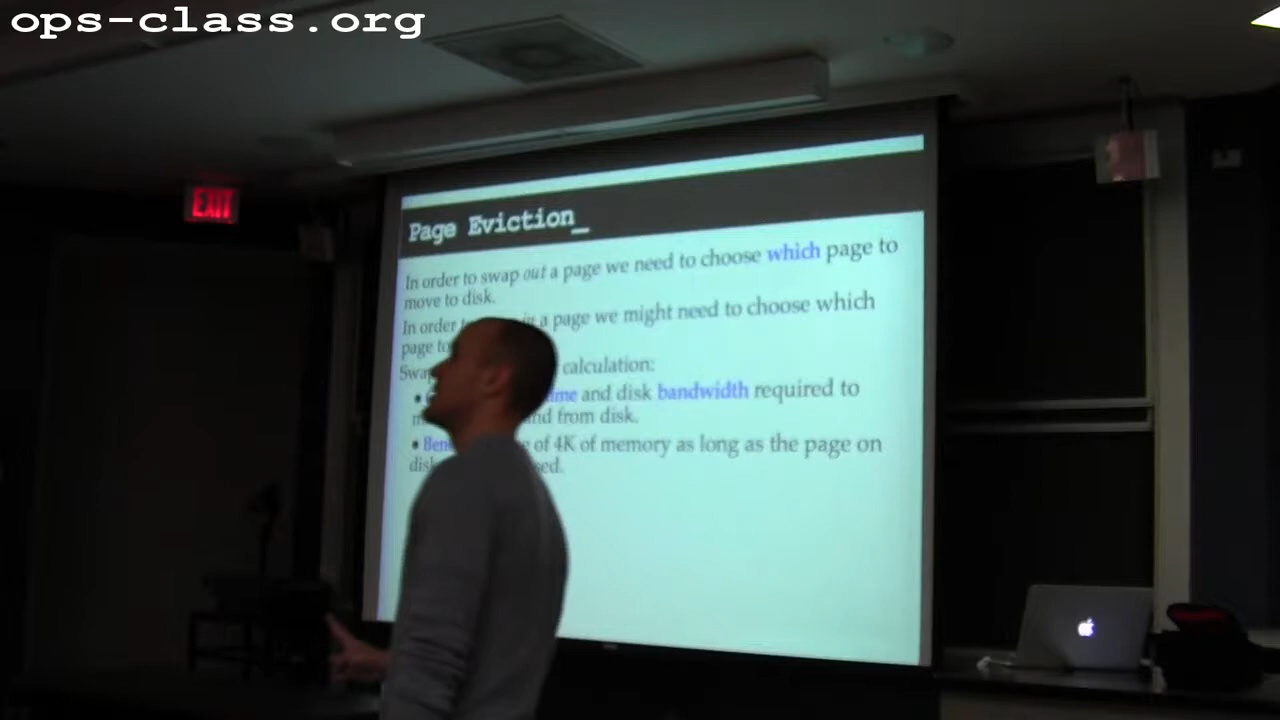 ops-class.org
EXIT
Page Eviction_
In order to swap out a page we need to choose which page to
move to disk.
In order a page we might need to choose which
page
calculation:
• and disk bandwidth required to
from disk.
• of 4K of memory as long as the page on